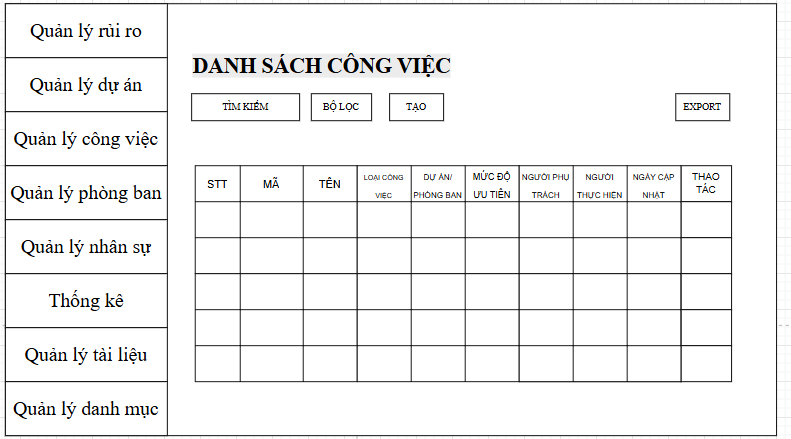 Quản lý rủi ro
Quản lý dự án
Quản lý công việc
Quản lý phòng ban
Quản lý nhân sự
Thống kê
Quản lý tài liệu
Quản lý danh mục
DANH SÁCH CÔNG VIỆC
TÌM KIẾM
BỘ LỌC
TẠO
EXPORT
STT
MÃ
TÊN
LOẠI CÔNG
VIỆC
DỰ ÁN/
PHÒNG BAN
MỨC ĐỘ
ƯU TIÊN
NGƯỜI PHỤ
TRÁCH
NGƯỜI
THỰC HIỆN
NGÀY CẬP
NHẬT
THAO
TÁC